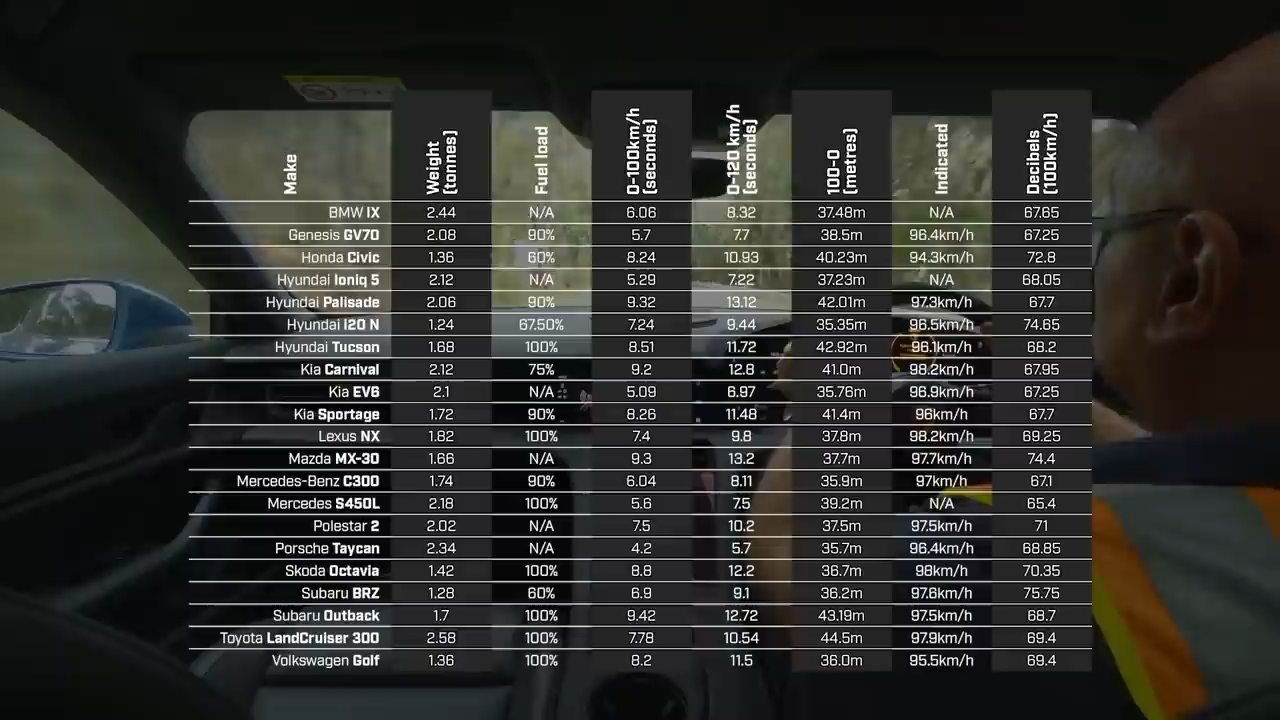 Make Weight (tonnes) Fuel load 0-100km/h (seconds) 0-120 km/h (seconds) 100-0 (metres) Indicated Decibels (100km/h)
BMW IX 2.44 N/A 6.06 8.32 37.48m N/A 67.65
Genesis GV70 2.08 90% 5.7 7.7 38.5m 96.4km/h 67.25
Honda Civic 1.36 60% 8.24 10.93 40.23m 94.3km/h 72.8
Hyundai Ioniq 5 2.12 N/A 5.29 7.22 37.23m N/A 68.05
Hyundai Palisade 2.06 90% 9.32 13.12 42.01m 97.3km/h 67.7
Hyundai i20 N 1.24 67.50% 7.24 9.44 35.35m 96.5km/h 74.65
Hyundai Tucson 1.68 100% 8.51 11.72 42.92m 96.1km/h 68.2
Kia Carnival 2.12 75% 9.2 12.8 41.0m 98.2km/h 67.95
Kia EV6 2.1 N/A 5.09 6.97 35.76m 96.9km/h 67.25
Kia Sportage 1.72 90% 8.26 11.48 41.4m 96km/h 67.7
Lexus NX 1.82 100% 7.4 9.8 37.8m 98.2km/h 69.25
Mazda MX-30 1.66 N/A 9.3 13.2 37.7m 97.7km/h 74.4
Mercedes-Benz C300 1.74 90% 6.04 8.11 35.9m 97km/h 67.1
Mercedes S450L 2.18 100% 5.6 7.5 39.2m N/A 65.4
Polestar 2 2.02 N/A 7.5 10.2 37.5m 97.5km/h 71
Porsche Taycan 2.34 N/A 4.2 5.7 35.7m 96.4km/h 68.85
Skoda Octavia 1.42 100% 8.8 12.2 36.7m 98km/h 70.35
Subaru BRZ 1.28 60% 6.9 9.1 36.2m 97.6km/h 75.75
Subaru Outback 1.7 100% 9.42 12.72 43.19m 97.5km/h 68.7
Toyota LandCruiser 300 2.58 100% 7.78 10.54 44.5m 97.9km/h 69.4
Volkswagen Golf 1.36 100% 8.2 11.5 36.0m 95.5km/h 69.4